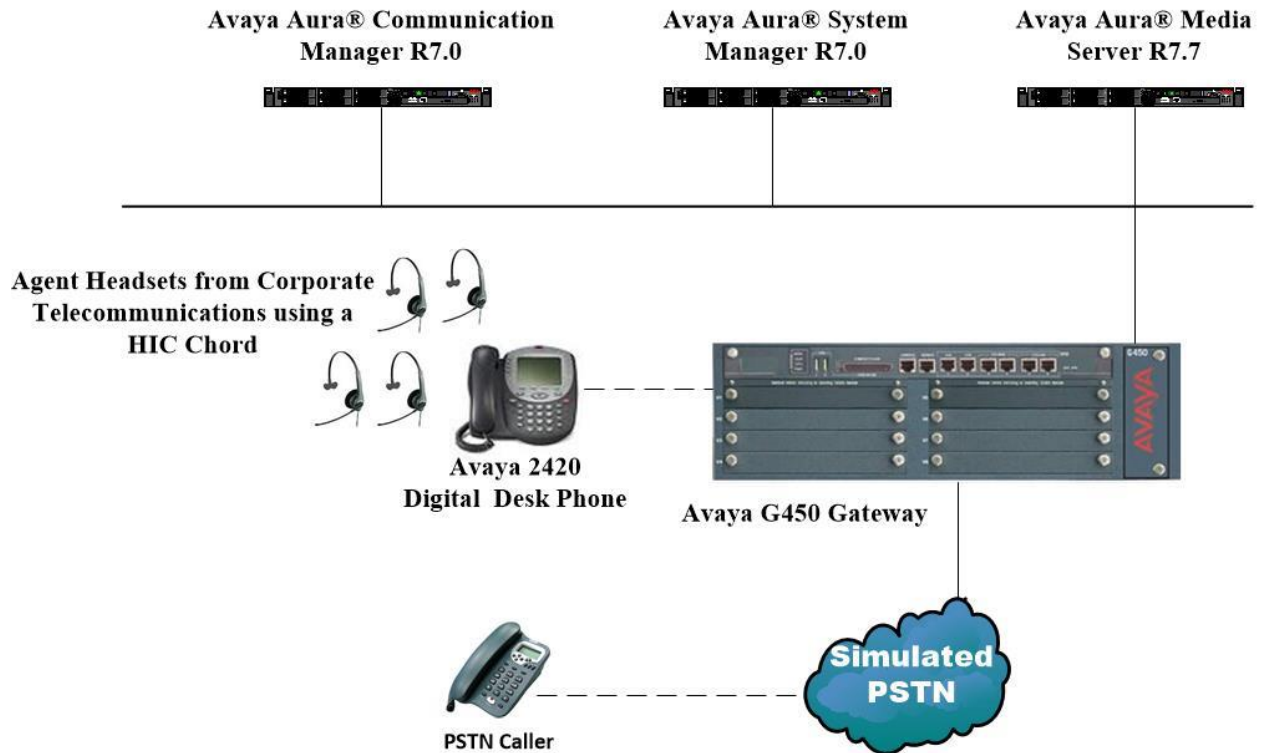 Avaya Aura® Communication
Manager R7.0
Avaya Aura® System
Manager R7.0
Avaya Aura® Media
Server R7.7
Agent Headsets from Corporate
Telecommunications using a
HIC Chord
Avaya 2420
Digital Desk Phone
G450
AVAYA
Avaya G450 Gateway
Simulated
PSTN
PSTN Caller